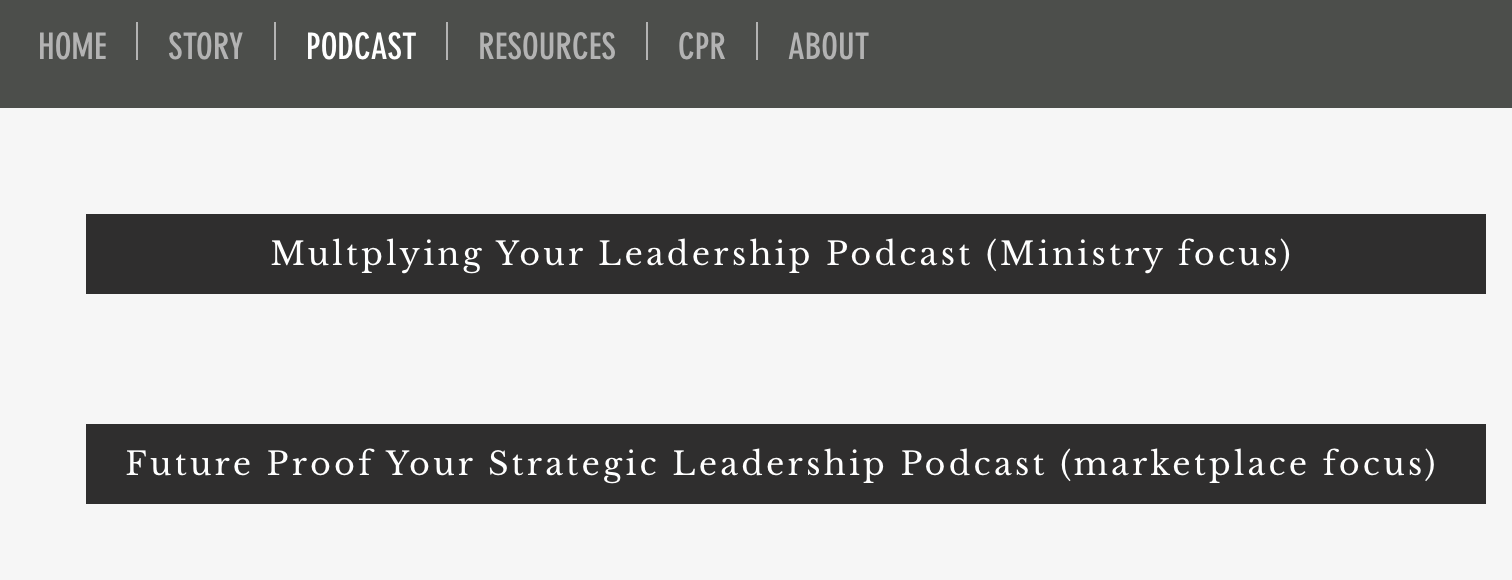 HOME STORY PODCAST RESOURCES CPR ABOUT
Multplying Your Leadership Podcast (Ministry focus)
Future Proof Your Strategic Leadership Podcast (marketplace focus)